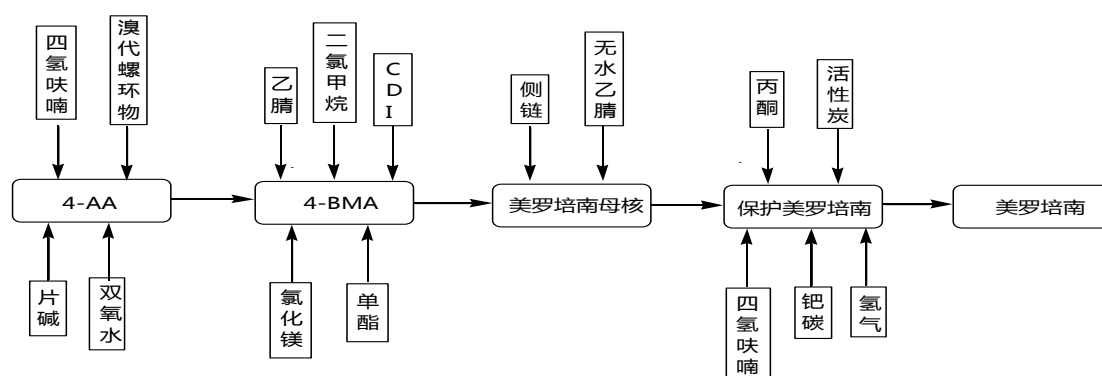 四氢呋喃
溴代螺环物
乙腈
二氯甲烷
CDI
侧链
无水乙腈
丙酮
活性炭
4-AA
4-BMA
美罗培南母核
保护美罗培南
美罗培南
片碱
双氧水
氯化镁
单酯
四氢呋喃
钯碳
氢气